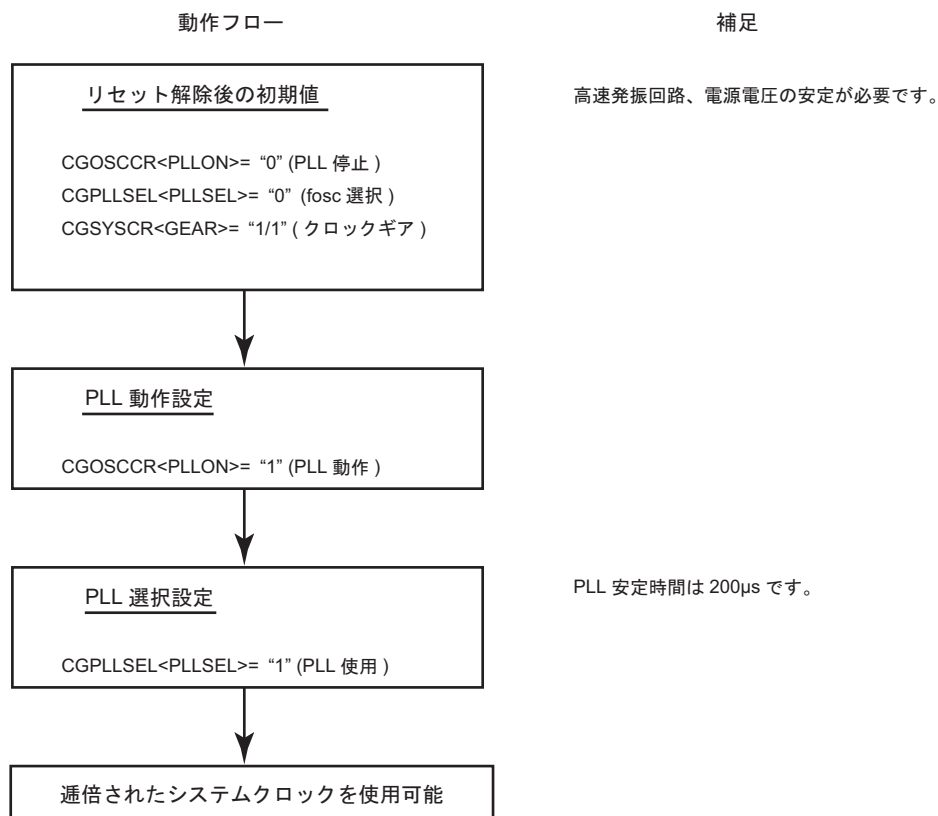 動作フロー
補足
リセット解除後の初期値
高速発振回路、電源電圧の安定が必要です。
CGOSCCR<PLLON>= “0” (PLL 停止 )
CGPLLSEL<PLLSEL>= “0” (fosc 選択 )
CGSYSCR<GEAR>= “1/1” ( クロックギア )
PLL 動作設定
CGOSCCR<PLLON>= “1” (PLL 動作 )
PLL 選択設定
PLL 安定時間は 200μs です。
CGPLLSEL<PLLSEL>= “1” (PLL 使用 )
逓倍されたシステムクロックを使用可能